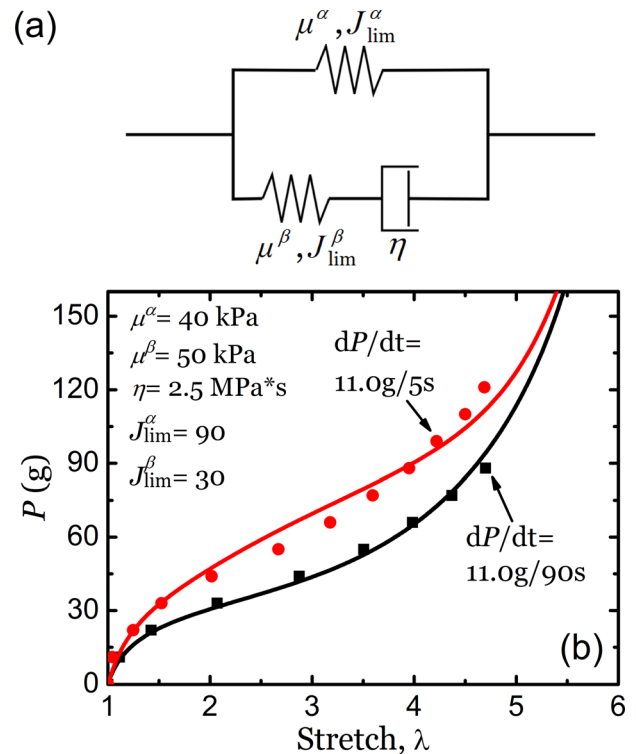 (a)
μ^α, J_lim^α
μ^β, J_lim^β
η
P (g)
150
120
90
60
30
0
μ^α = 40 kPa
μ^β = 50 kPa
η= 2.5 MPa*s
J_lim^α= 90
J_lim^β= 30
dP/dt=
11.0g/5s
dP/dt=
11.0g/90s
(b)
1 2 3 4 5 6
Stretch, λ